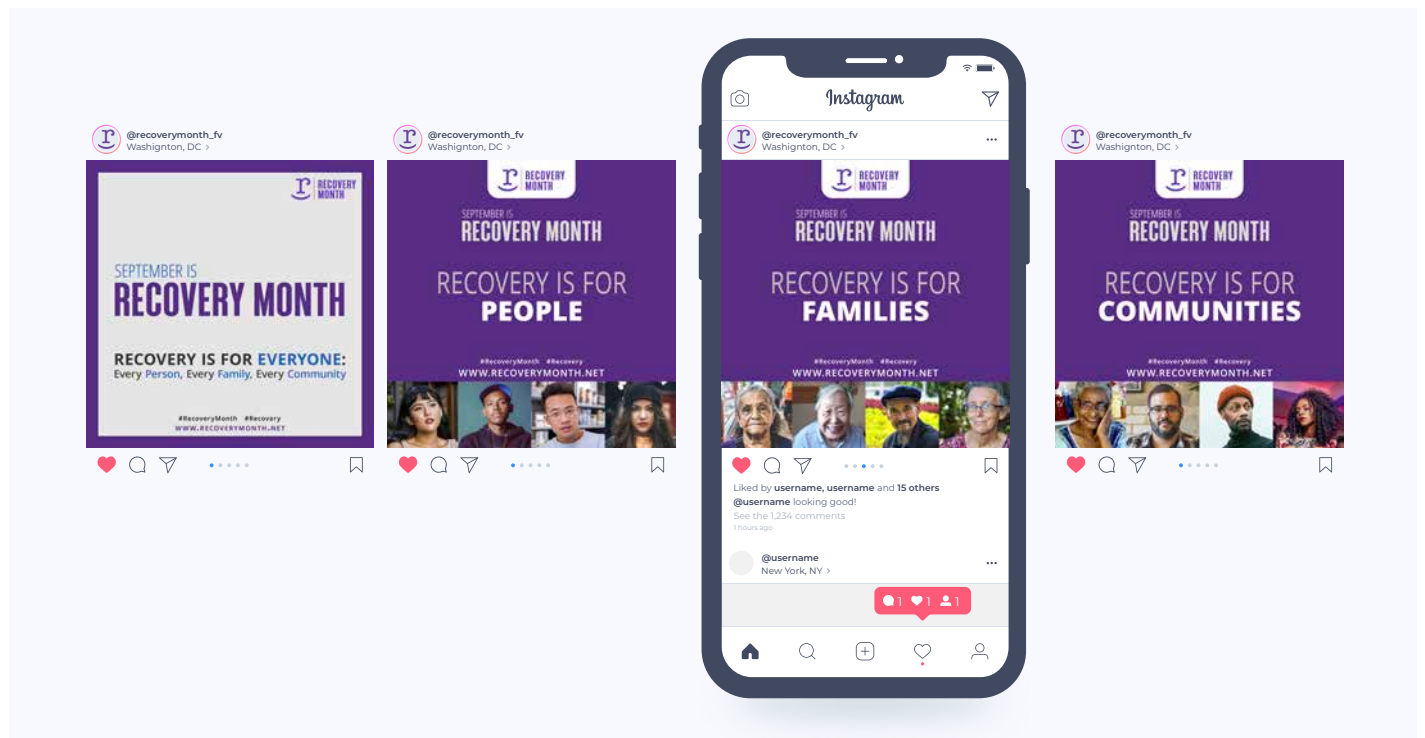 @recoverymonth_fv
Washignton, DC >
RECOVERY
MONTH
SEPTEMBER IS
RECOVERY MONTH
RECOVERY IS FOR EVERYONE:
Every Person, Every Family, Every Community
#RecoveryMonth #Recovery
WWW.RECOVERYMONTH.NET
@recoverymonth_fv
Washignton, DC >
RECOVERY
MONTH
SEPTEMBER IS
RECOVERY MONTH
RECOVERY IS FOR
PEOPLE
#RecoveryMonth #Recovery
WWW.RECOVERYMONTH.NET
Instagram
@recoverymonth_fv
Washignton, DC >
RECOVERY
MONTH
SEPTEMBER IS
RECOVERY MONTH
RECOVERY IS FOR
FAMILIES
#RecoveryMonth #Recovery
WWW.RECOVERYMONTH.NET
Liked by username, username and 15 others
@username looking good!
See the 1,234 comments
1 hours ago
@username
New York, NY >
1 1 1
@recoverymonth_fv
Washignton, DC >
RECOVERY
MONTH
SEPTEMBER IS
RECOVERY MONTH
RECOVERY IS FOR
COMMUNITIES
#RecoveryMonth #Recovery
WWW.RECOVERYMONTH.NET